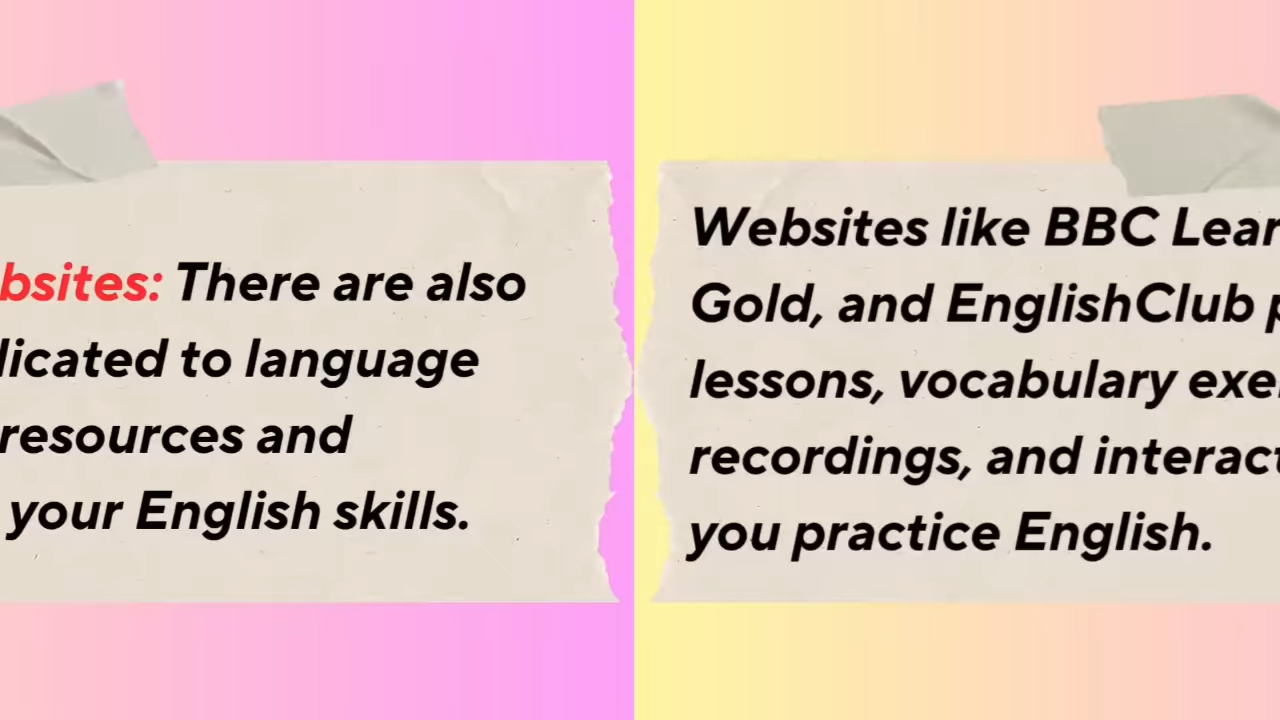 bsites: There are also
licated to language
resources and
your English skills.
Websites like BBC Lear
Gold, and EnglishClub p
lessons, vocabulary exe
recordings, and interact
you practice English.